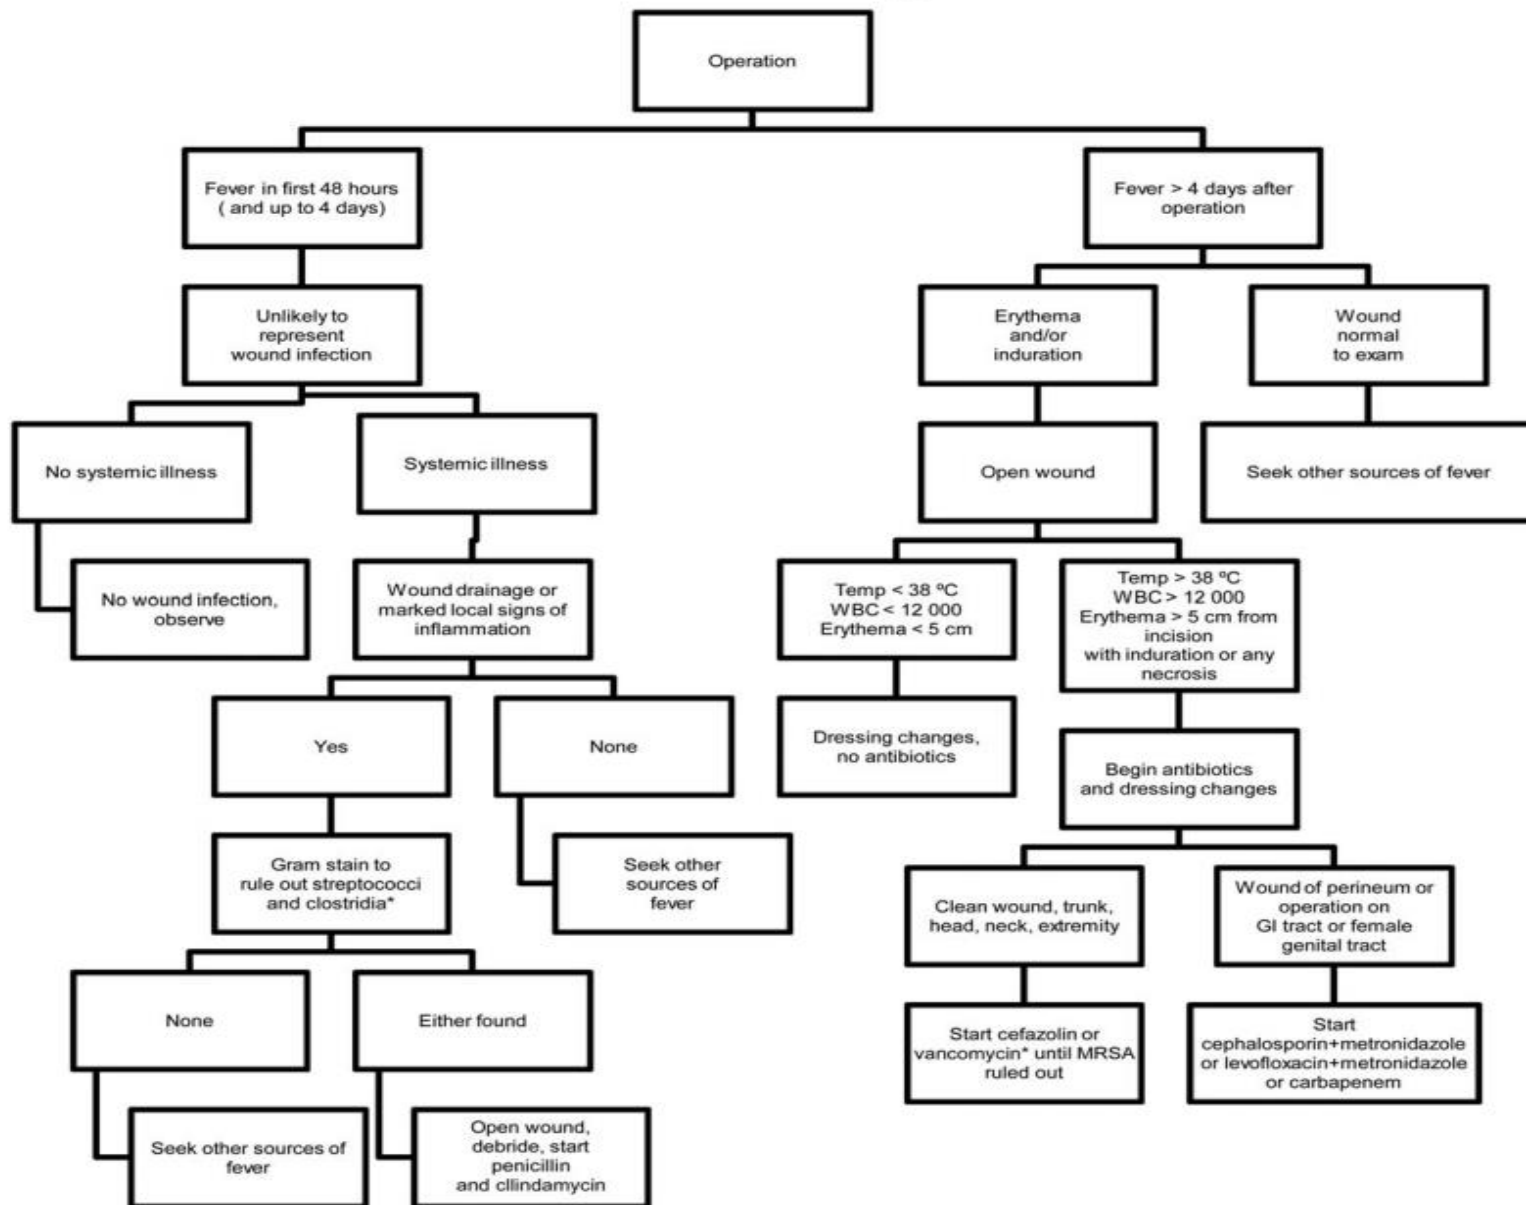 Operation
Fever in first 48 hours
( and up to 4 days)
Unlikely to
represent
wound infection
No systemic illness
No wound infection,
observe
Systemic illness
Wound drainage or
marked local signs of
inflammation
Yes
Gram stain to
rule out streptococci
and clostridia*
None
Seek other sources of
fever
Either found
Open wound,
debride, start
penicillin
and cllindamycin
None
Seek other
sources of
fever
Fever > 4 days after
operation
Erythema
and/or
induration
Open wound
Temp < 38 ºC
WBC < 12 000
Erythema < 5 cm
Dressing changes,
no antibiotics
Temp > 38 ºC
WBC > 12 000
Erythema > 5 cm from
incision
with induration or any
necrosis
Begin antibiotics
and dressing changes
Clean wound, trunk,
head, neck, extremity
Start cefazolin or
vancomycin* until MRSA
ruled out
Wound of perineum or
operation on
GI tract or female
genital tract
Start
cephalosporin+metronidazole
or levofloxacin+metronidazole
or carbapenem
Wound
normal
to exam
Seek other sources of fever